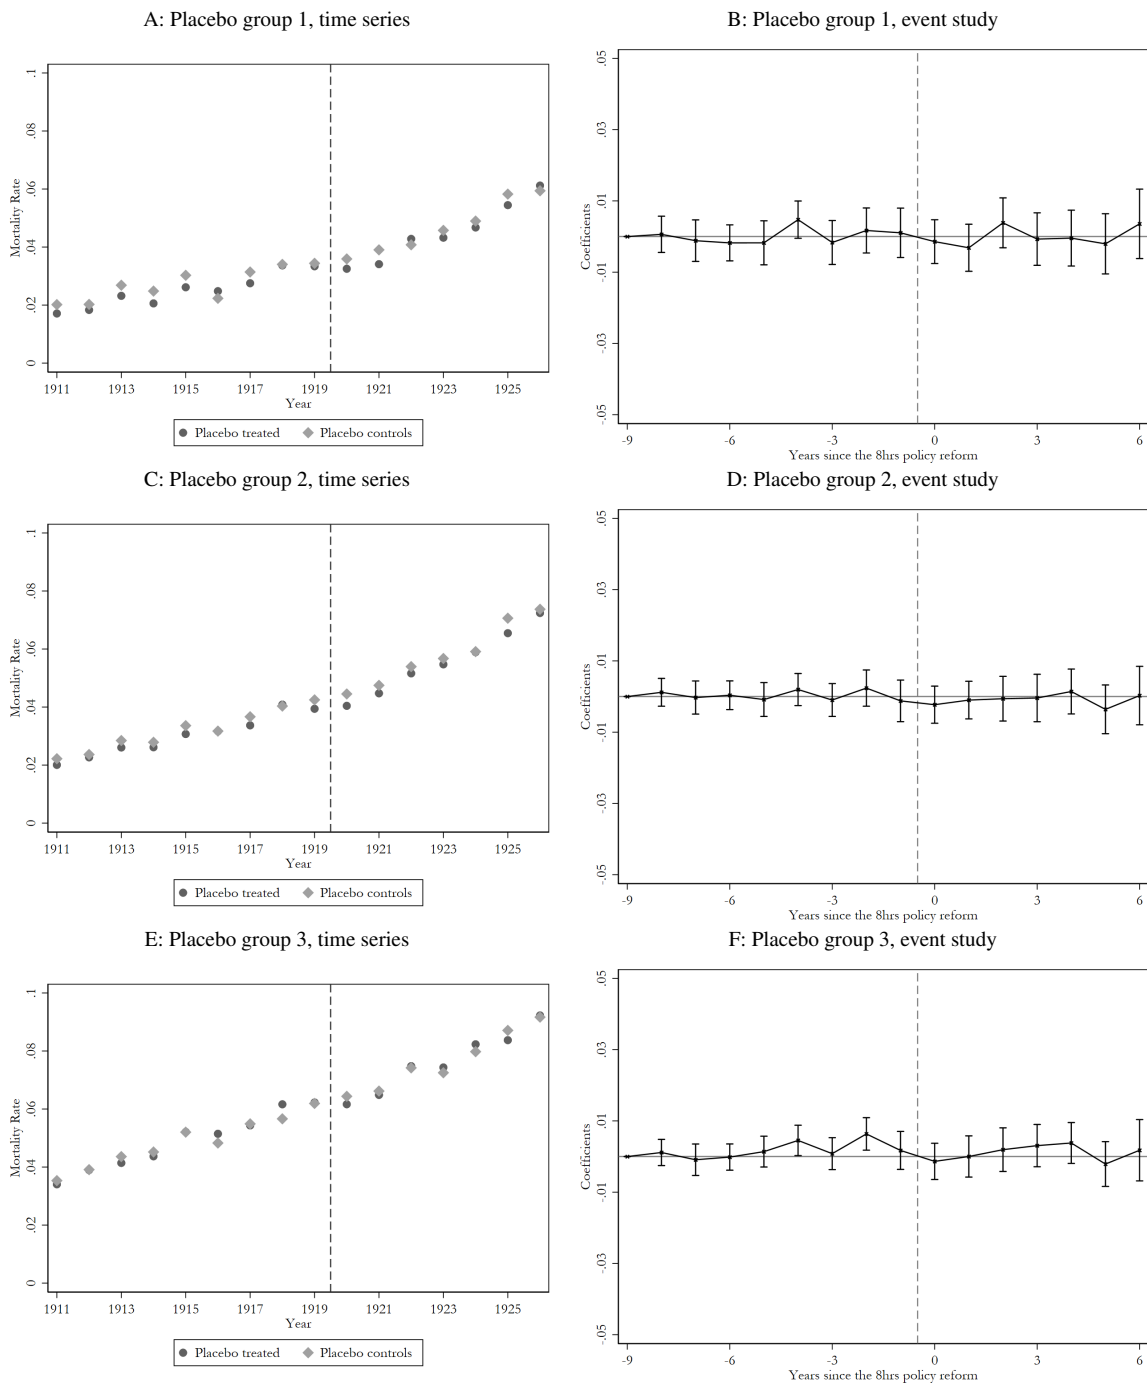 A: Placebo group 1, time series
Mortality Rate
.1
.08
.06
.04
.02
0
1911 1913 1915 1917 1919 1921 1923 1925
Year
Placebo treated Placebo controls
B: Placebo group 1, event study
Coefficients
.05
.03
.01
-.01
-.03
-.05
-9 -6 -3 0 3 6
Years since the 8hrs policy reform
C: Placebo group 2, time series
Mortality Rate
.1
.08
.06
.04
.02
0
1911 1913 1915 1917 1919 1921 1923 1925
Year
Placebo treated Placebo controls
D: Placebo group 2, event study
Coefficients
.05
.03
.01
-.01
-.03
-.05
-9 -6 -3 0 3 6
Years since the 8hrs policy reform
E: Placebo group 3, time series
Mortality Rate
.1
.08
.06
.04
.02
0
1911 1913 1915 1917 1919 1921 1923 1925
Year
Placebo treated Placebo controls
F: Placebo group 3, event study
Coefficients
.05
.03
.01
-.01
-.03
-.05
-9 -6 -3 0 3 6
Years since the 8hrs policy reform